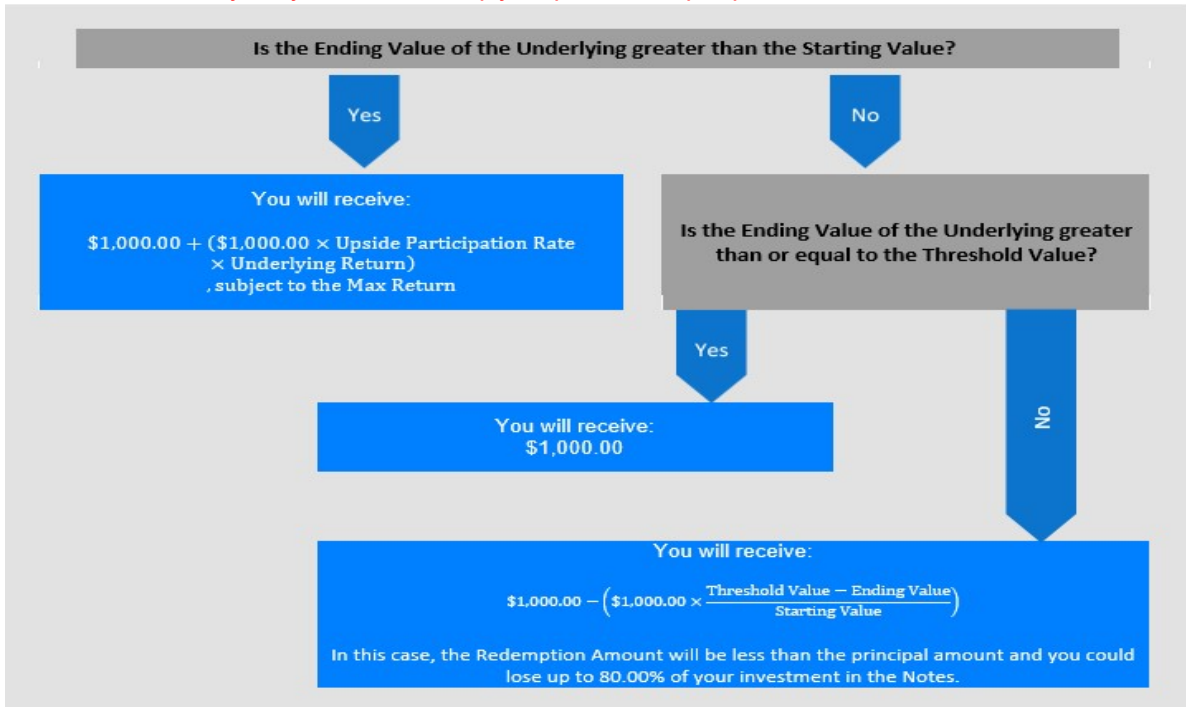 Is the Ending Value of the Underlying greater than the Starting Value?
Yes
No
You will receive:
$1,000.00 + ($1,000.00 × Upside Participation Rate
× Underlying Return)
, subject to the Max Return
Is the Ending Value of the Underlying greater
than or equal to the Threshold Value?
Yes
No
You will receive:
$1,000.00
You will receive:
$1,000.00 − ($1,000.00 × Threshold Value − Ending Value
Starting Value)
In this case, the Redemption Amount will be less than the principal amount and you could
lose up to 80.00% of your investment in the Notes.